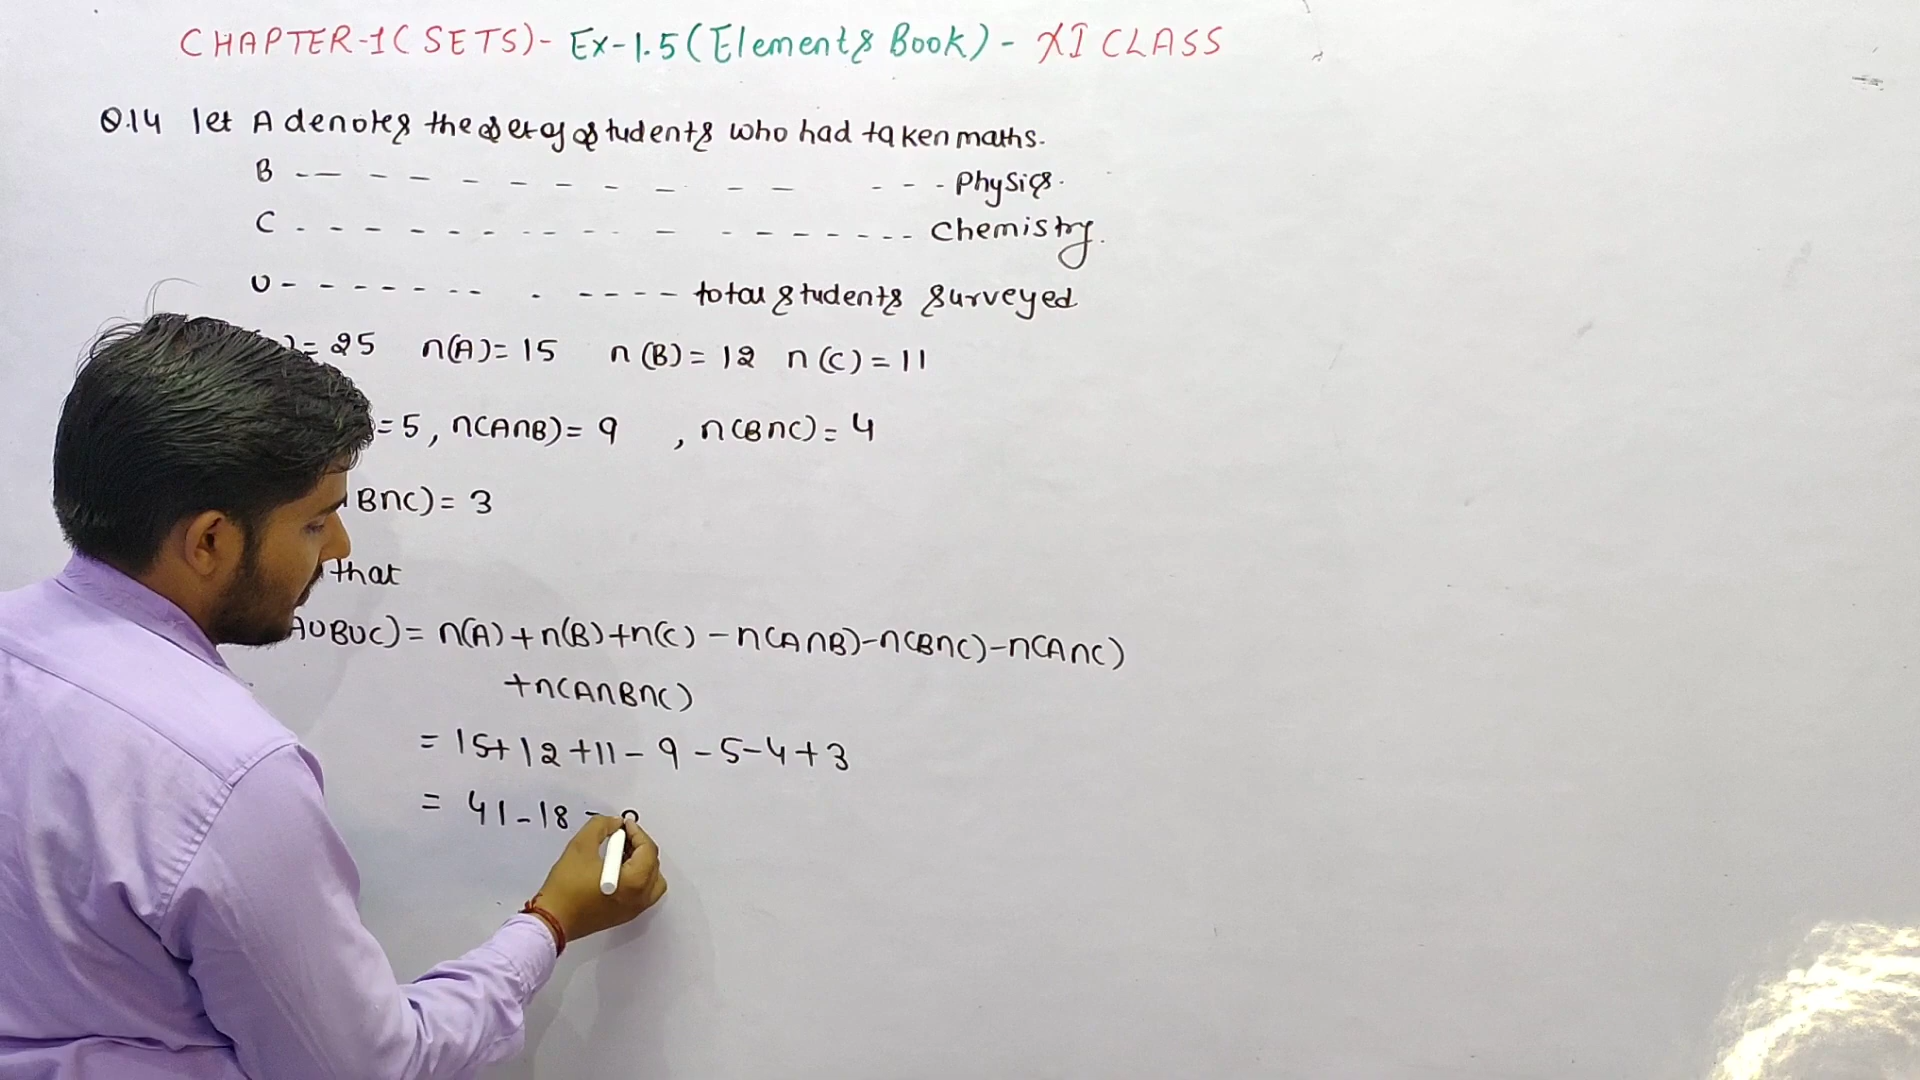 CHAPTER-1(SETS)- Ex-1.5(Elements Book)- XI CLASS
Q.14 let A denotes the set of students who had taken maths.
B - - - - - - - - - - - - - - Physics.
C - - - - - - - - - - - - - - - - Chemistry.
U - - - - - - - - - - - - - total students surveyed
)= 25 n(A)= 15 n(B)= 12 n(C)= 11
)=5, n(A∩B)= 9 , n(B∩C)= 4
B∩C)= 3
that
A∪B∪C)= n(A)+n(B)+n(C) - n(A∩B)-n(B∩C)-n(A∩C)
+n(A∩B∩C)
= 15+12+11-9-5-4+3
= 41-18 =